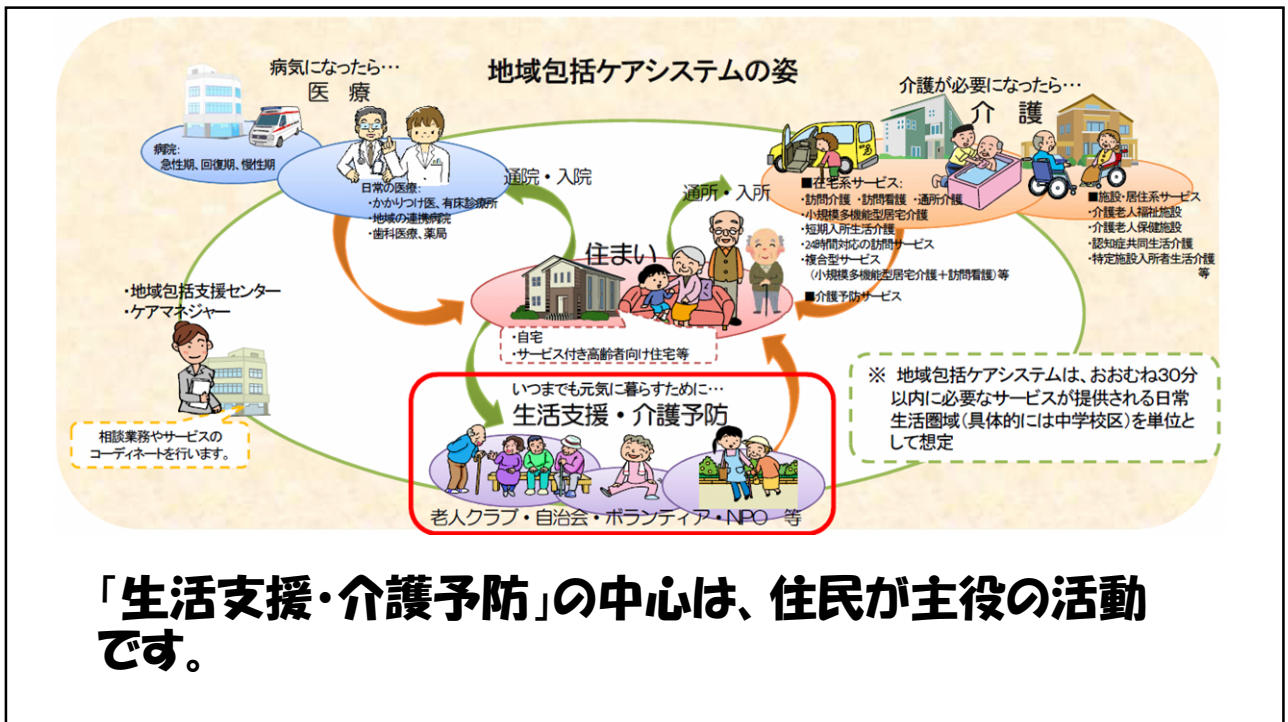 地域包括ケアシステムの姿
病気になったら…
医 療
病院:
急性期、回復期、慢性期
日常の医療:
・かかりつけ医、有床診療所
・地域の連携病院
・歯科医療、薬局
通院・入院
通所・入所
介護が必要になったら…
介 護
■在宅系サービス:
・訪問介護 ・訪問看護 ・通所介護
・小規模多機能型居宅介護
・短期入所生活介護
・24時間対応の訪問サービス
・複合型サービス
（小規模多機能型居宅介護＋訪問看護）等
■介護予防サービス
■施設・居住系サービス
・介護老人福祉施設
・介護老人保健施設
・認知症共同生活介護
・特定施設入所者生活介護
等
住まい
・自宅
・サービス付き高齢者向け住宅等
・地域包括支援センター
・ケアマネジャー
相談業務やサービスの
コーディネートを行います。
いつまでも元気に暮らすために…
生活支援・介護予防
老人クラブ・自治会・ボランティア・NPO 等
※ 地域包括ケアシステムは、おおむね30分
以内に必要なサービスが提供される日常
生活圏域（具体的には中学校区）を単位と
して想定
「生活支援・介護予防」の中心は、住民が主役の活動
です。